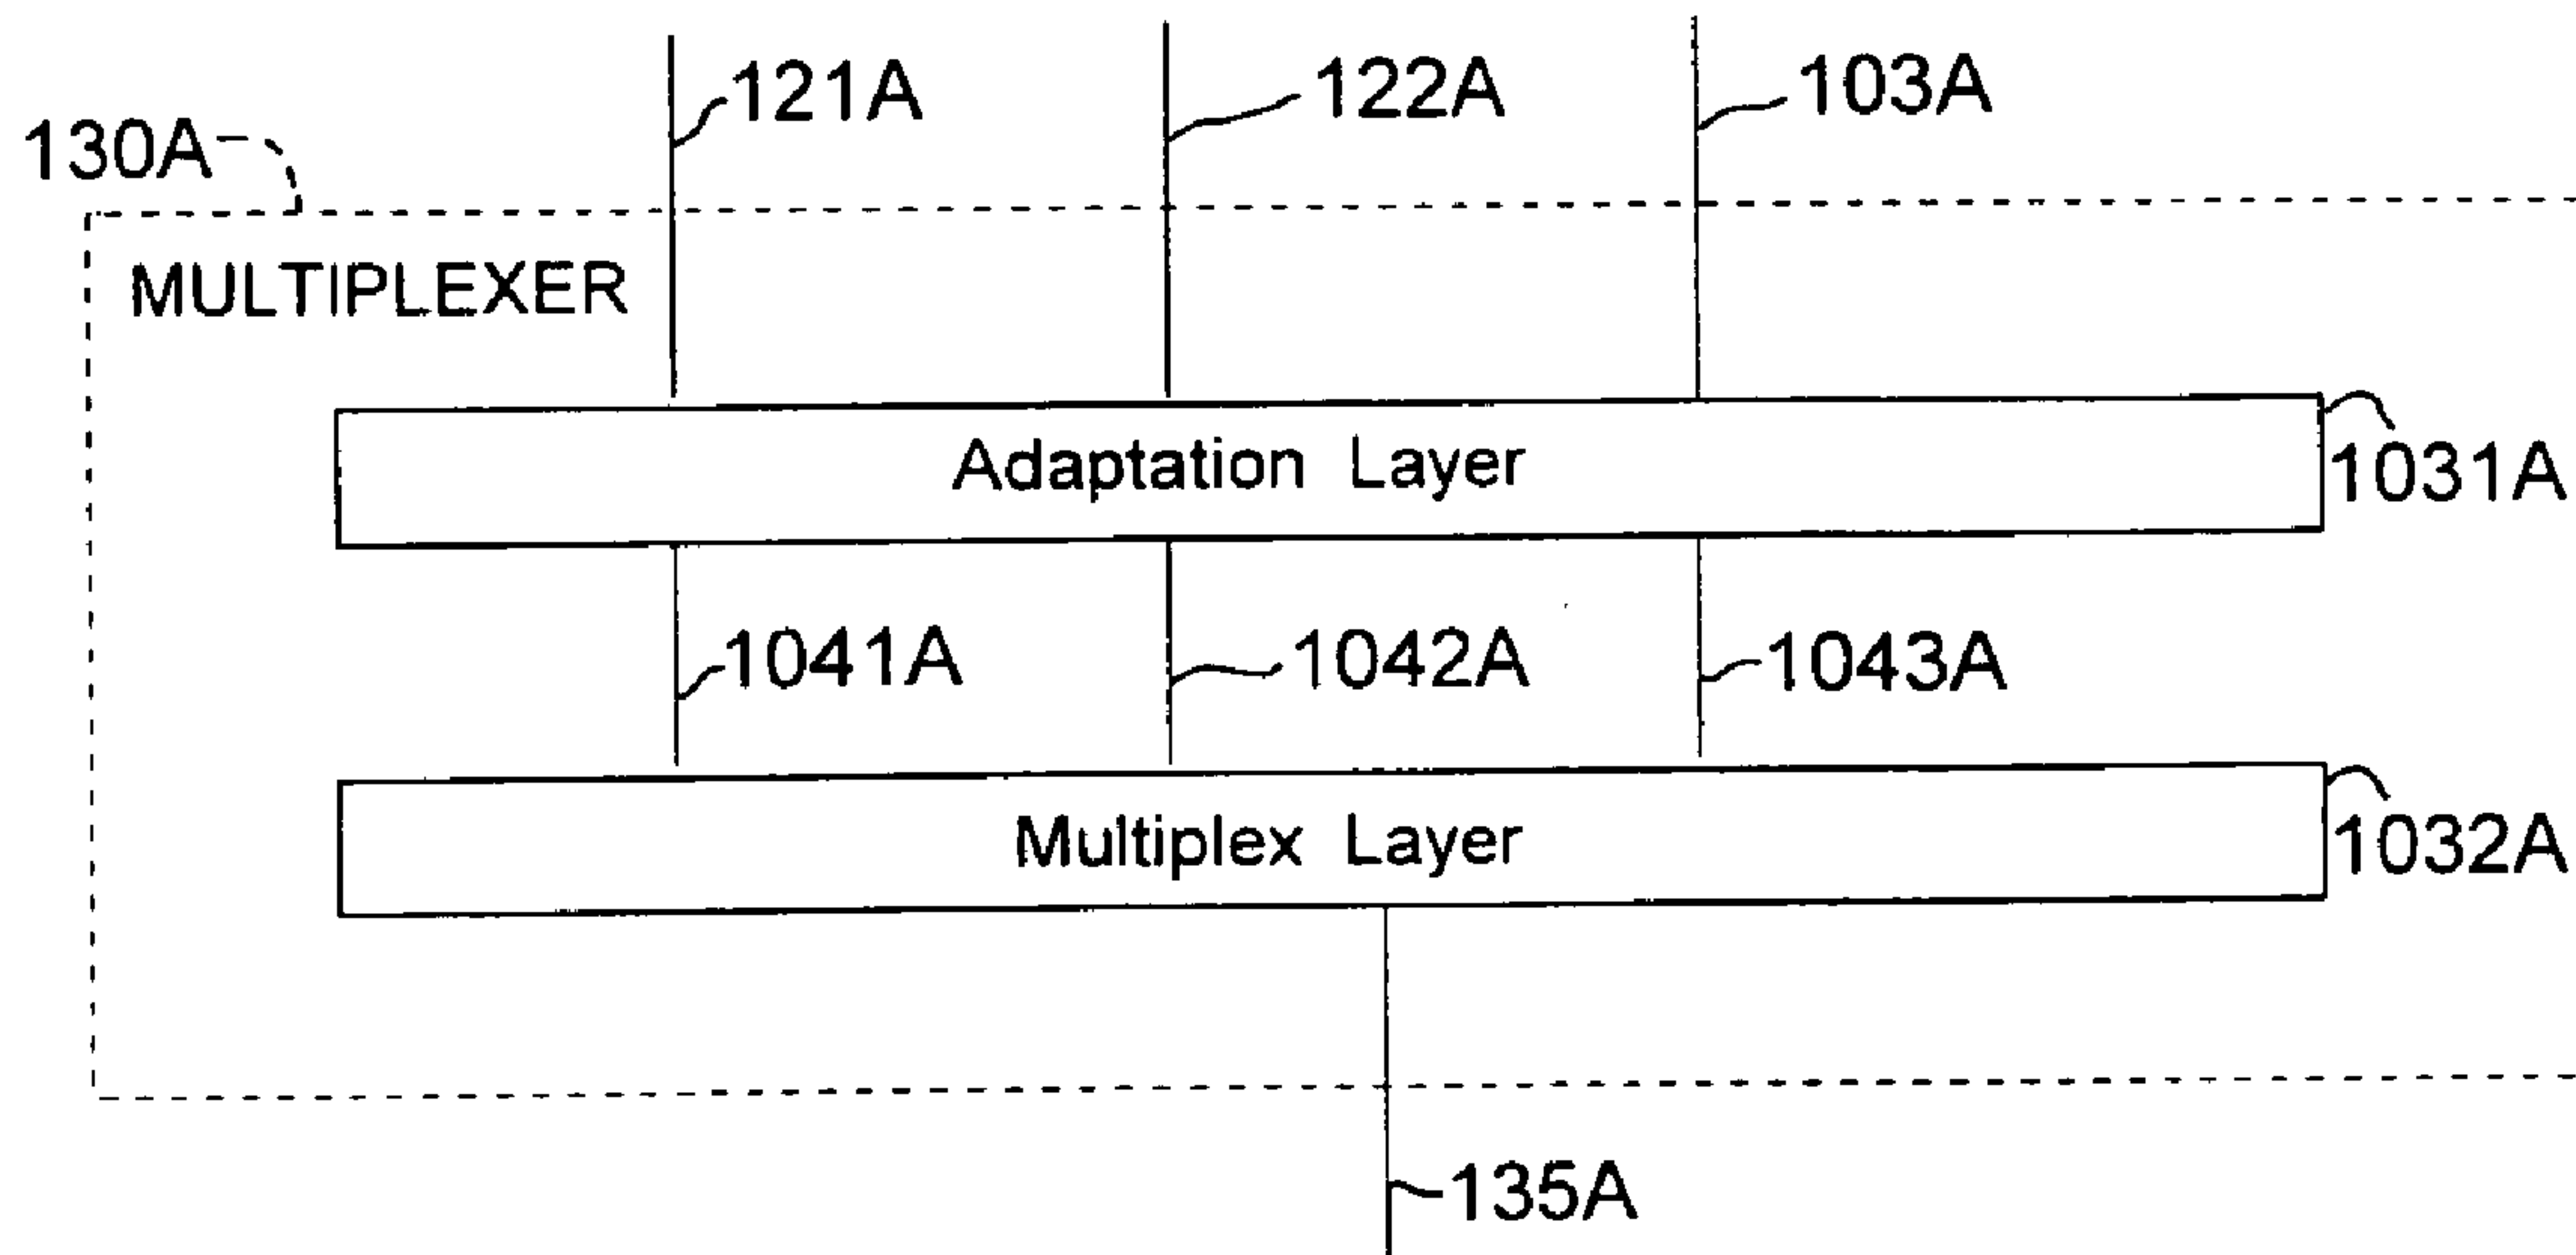 121A
122A
103A
130A
MULTIPLEXER
Adaptation Layer
1031A
1041A
1042A
1043A
Multiplex Layer
1032A
135A